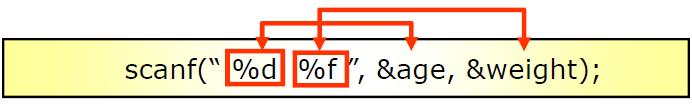 scanf(“ %d %f ”, &age, &weight);